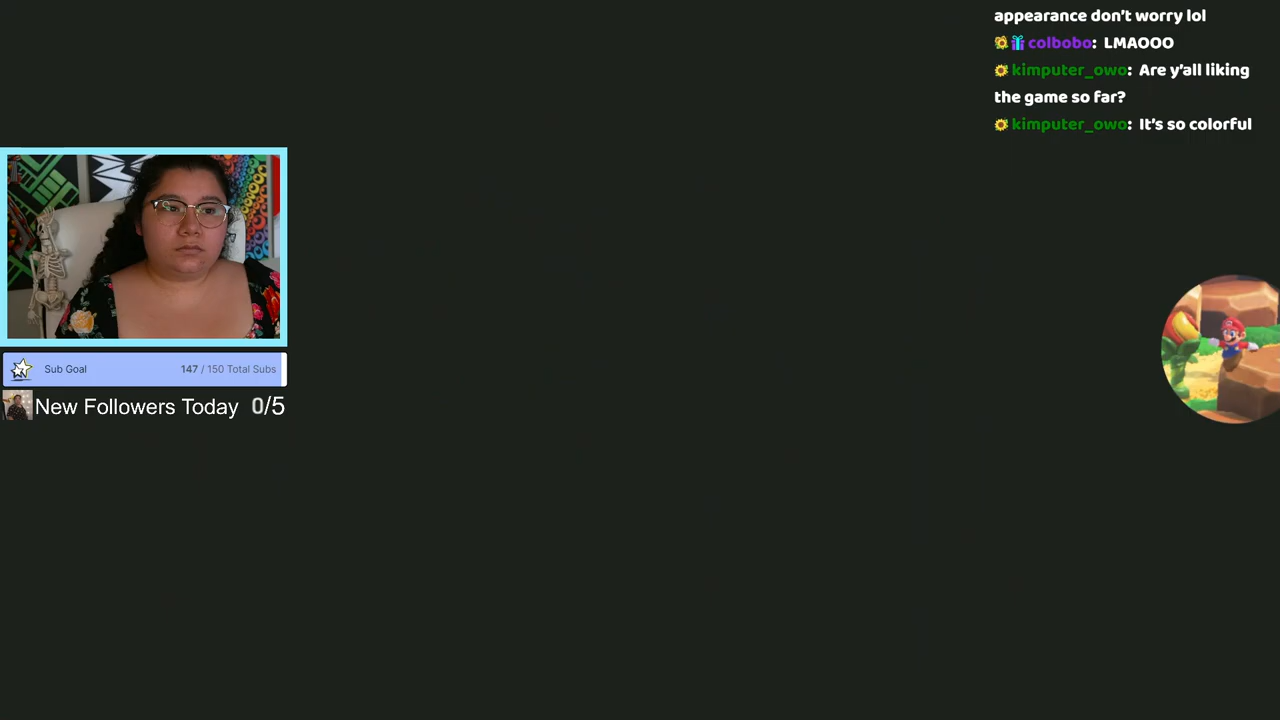 appearance don't worry lol
colbobo: LMAOOO
kimputer_owo: Are y'all liking
the game so far?
kimputer_owo: It's so colorful
Sub Goal 147 / 150 Total Subs
New Followers Today 0/5